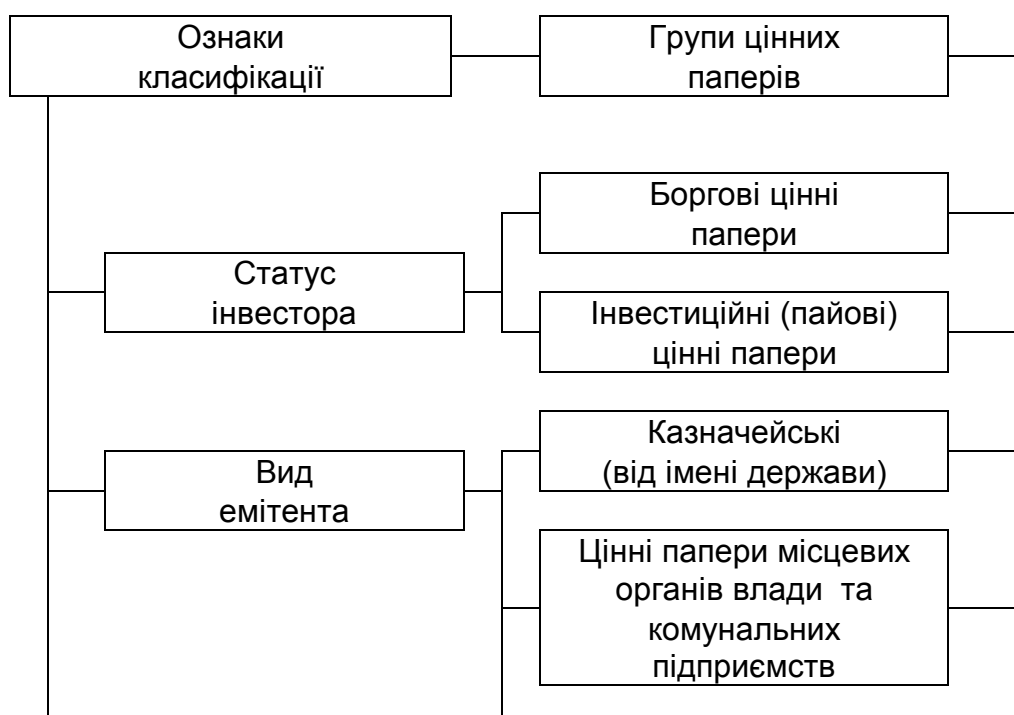 Ознаки
класифікації
Групи цінних
паперів
Боргові цінні
папери
Статус
інвестора
Інвестиційні (пайові)
цінні папери
Казначейські
(від імені держави)
Вид
емітента
Цінні папери місцевих
органів влади та
комунальних
підприємств